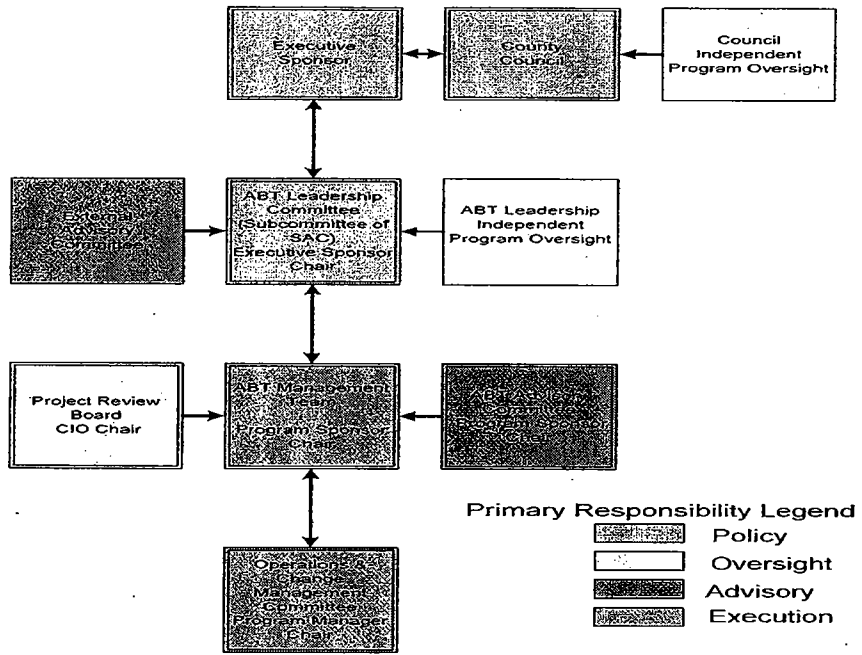 Executive
Sponsor
County
Council
Council
Independent
Program Oversight
External
Advisory
Committee
ABT Leadership
Committee
(Subcommittee of
SAC)
Executive Sponsor
Chair
ABT Leadership
Independent
Program Oversight
Project Review
Board
CIO Chair
ABT Management
Team
Program Sponsor
Chair
ABT
Committee
Program Sponsor
Chair
Operations &
Change
Management
Committee
Program Manager
Chair
Primary Responsibility Legend
Policy
Oversight
Advisory
Execution